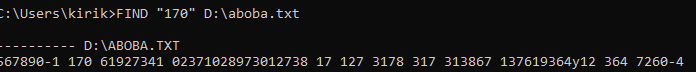 C:\Users\kirik>FIND "170" D:\aboba.txt
---------- D:\ABOBA.TXT
567890-1 170 61927341 02371028973012738 17 127 3178 317 313867 137619364y12 364 7260-4